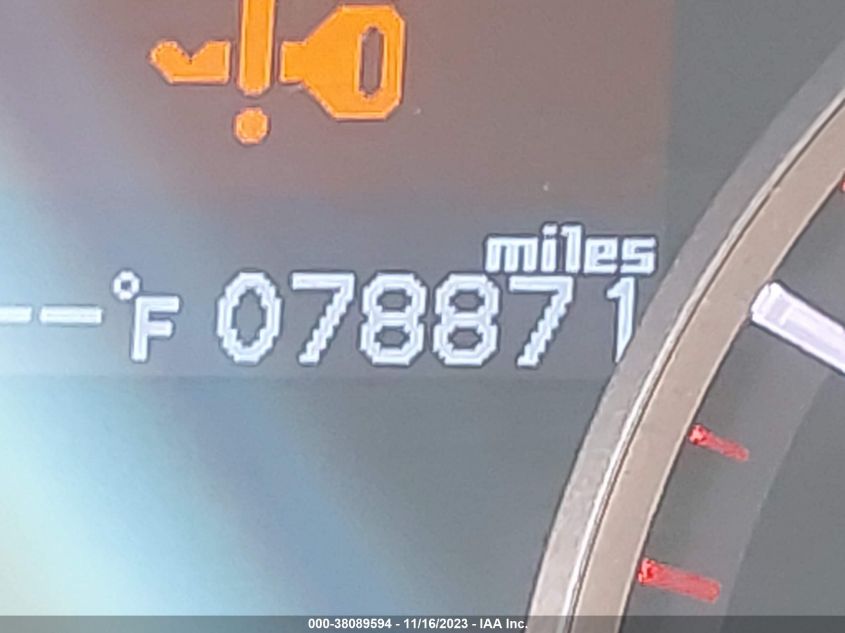 miles
--°F 078871
000-38089594 - 11/16/2023 - IAA Inc.